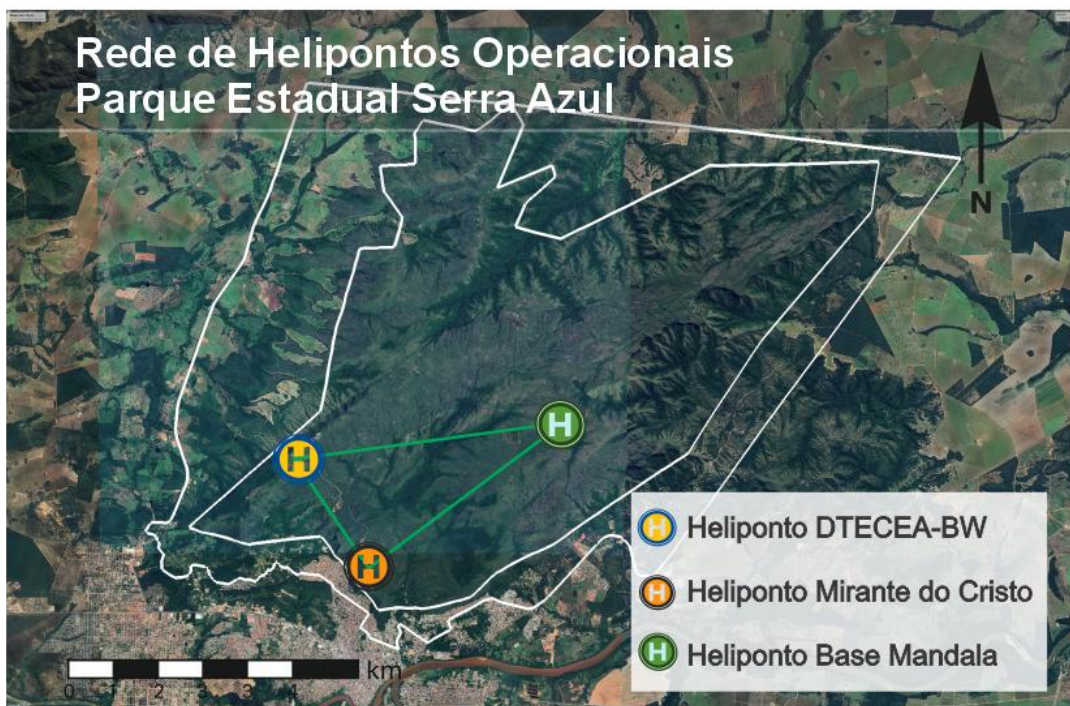 Rede de Helipontos Operacionais
Parque Estadual Serra Azul
N
H
H
H
H Heliponto DTECEA-BW
H Heliponto Mirante do Cristo
H Heliponto Base Mandala
km
0 1 2 3 3 4